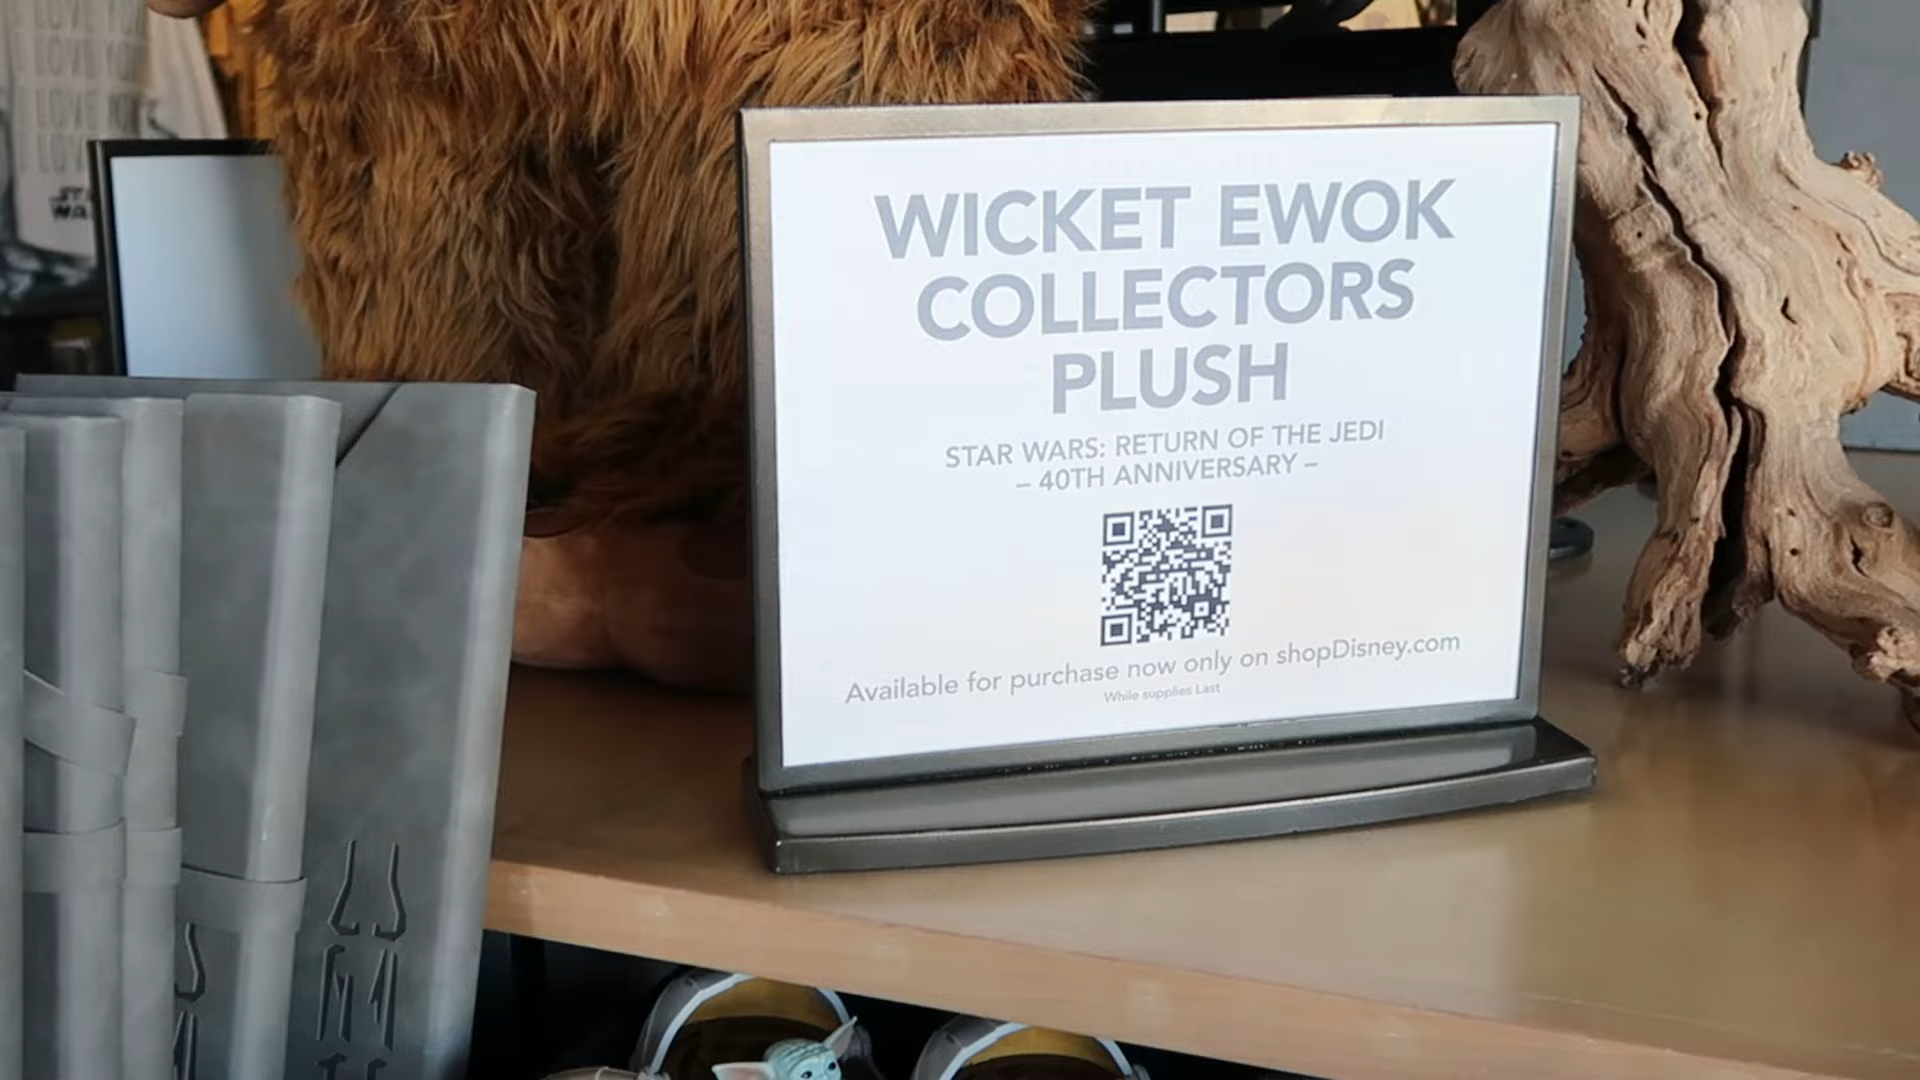 WICKET EWOK
COLLECTORS
PLUSH
STAR WARS: RETURN OF THE JEDI
– 40TH ANNIVERSARY –
Available for purchase now only on shopDisney.com
While supplies Last